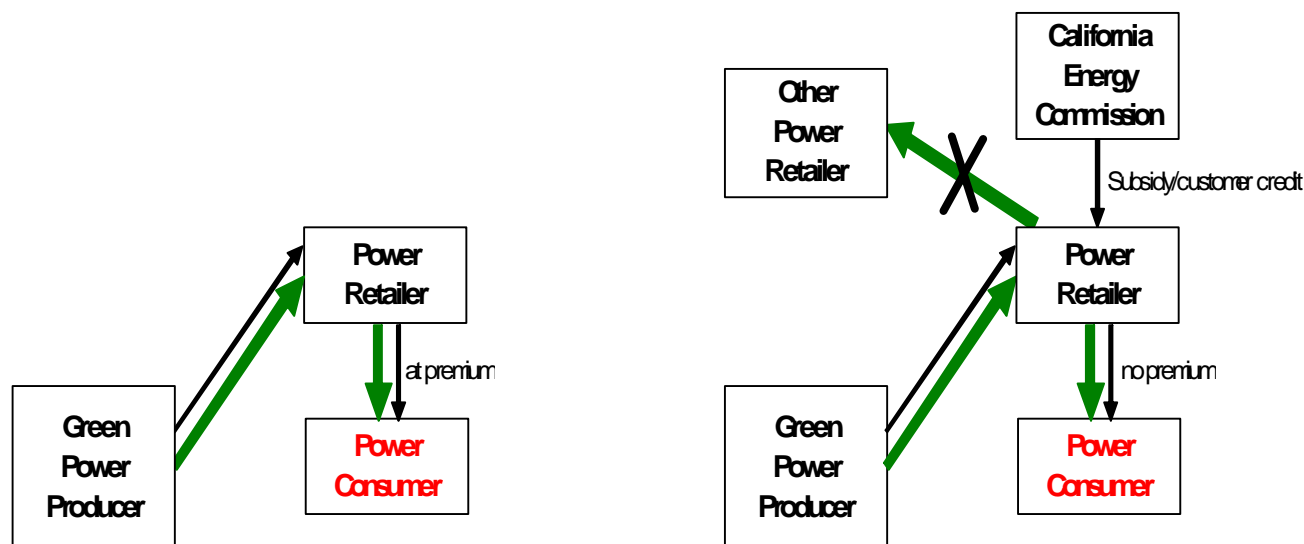 Power
Retailer
at premium
Green
Power
Producer
Power
Consumer
California
Energy
Commission
Other
Power
Retailer
Subsidy/customer credit
Power
Retailer
no premium
Green
Power
Producer
Power
Consumer